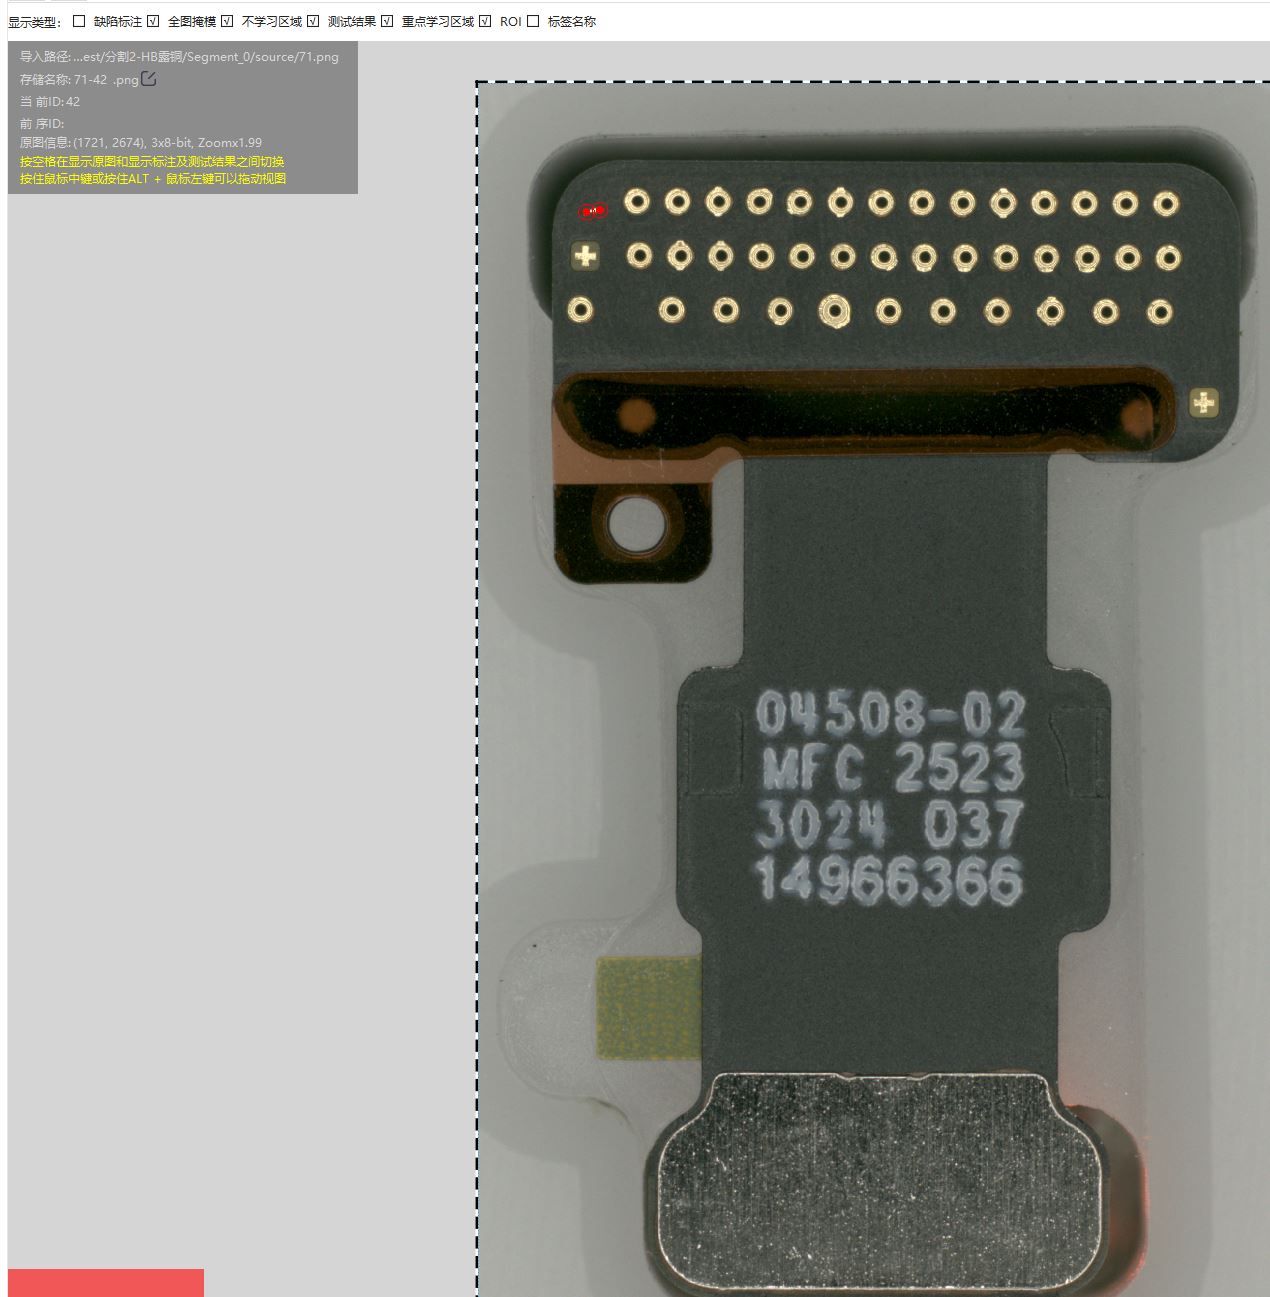 显示类型： 缺陷标注 全图掩模 不学习区域 测试结果 重点学习区域 ROI 标签名称
导入路径: ...est/分割2-HB露铜/Segment_0/source/71.png
存储名称: 71-42 .png
当 前ID: 42
前 序ID:
原图信息: (1721, 2674), 3x8-bit, Zoomx1.99
按空格在显示原图和显示标注及测试结果之间切换
按住鼠标中键或按住ALT + 鼠标左键可以拖动视图
04508-02
MFC 2523
3024 037
14966366